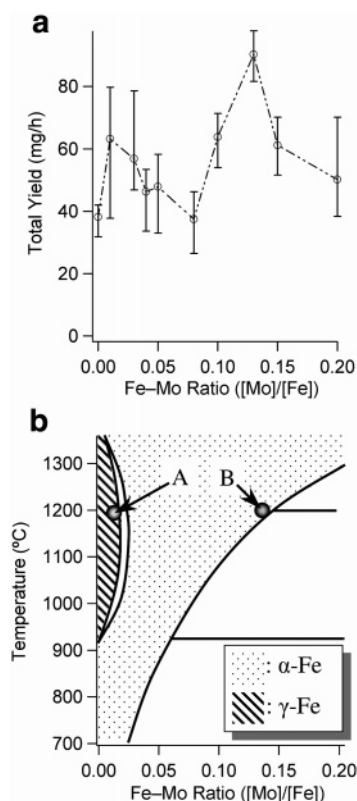 a
80
60
40
20
0
Total Yield (mg/h)
0.00 0.05 0.10 0.15 0.20
Fe–Mo Ratio ([Mo]/[Fe])
b
1300
1200
1100
1000
900
800
700
Temperature (ºC)
A
B
: α-Fe
: γ-Fe
0.00 0.05 0.10 0.15 0.20
Fe–Mo Ratio ([Mo]/[Fe])